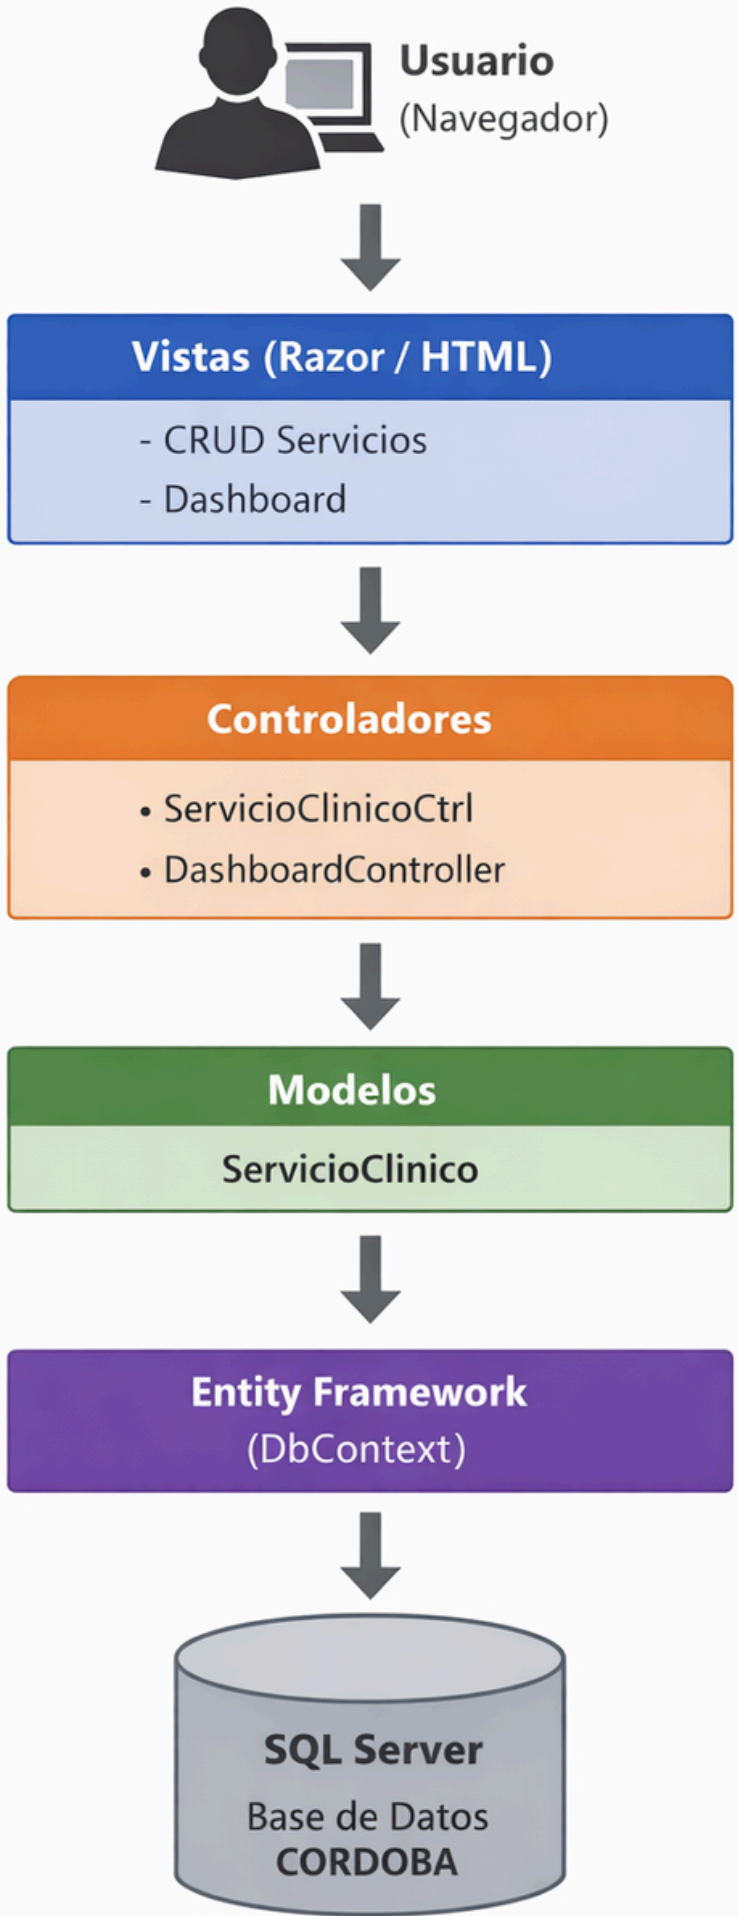 Usuario
(Navegador)
Vistas (Razor / HTML)
- CRUD Servicios
- Dashboard
Controladores
• ServicioClinicoCtrl
• DashboardController
Modelos
ServicioClinico
Entity Framework
(DbContext)
SQL Server
Base de Datos
CORDOBA